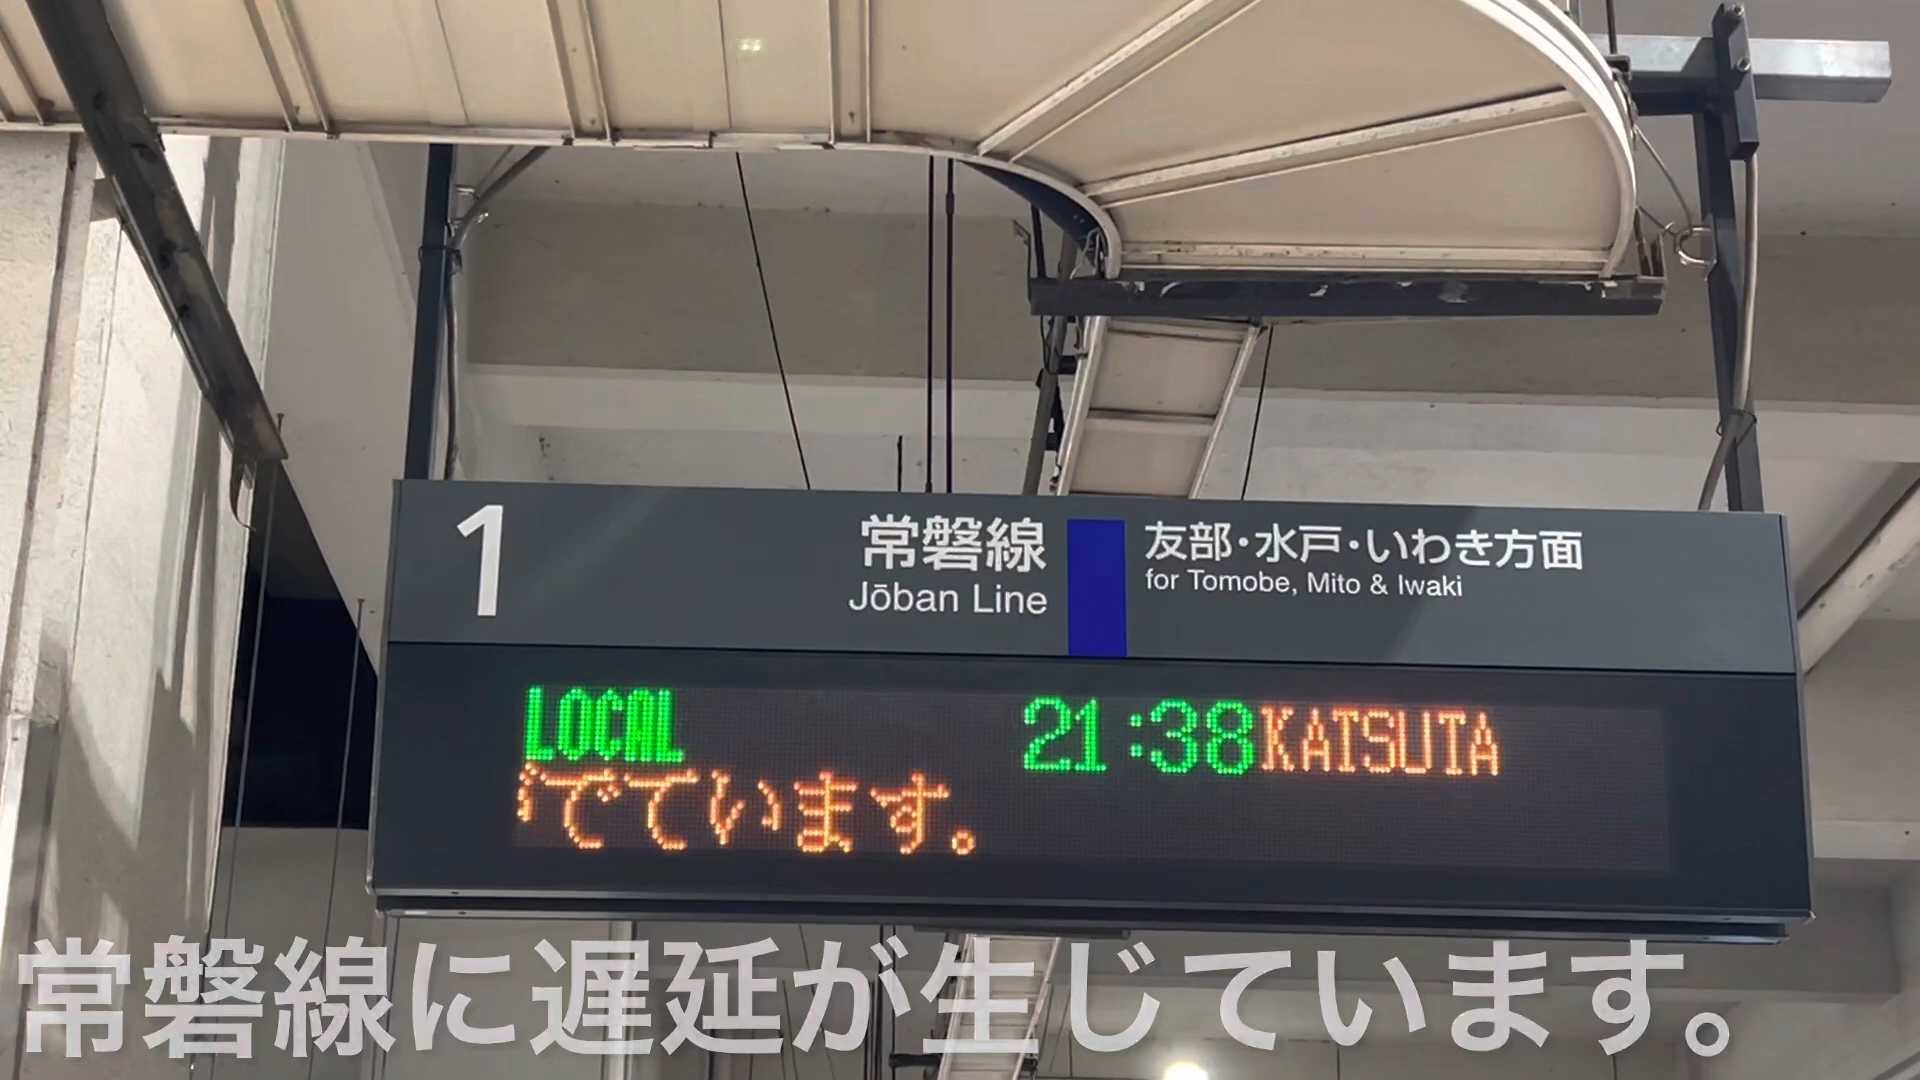 1
常磐線
Jōban Line
友部・水戸・いわき方面
for Tomobe, Mito & Iwaki
LOCAL 21:38 KATSUTA
でています。
常磐線に遅延が生じています。